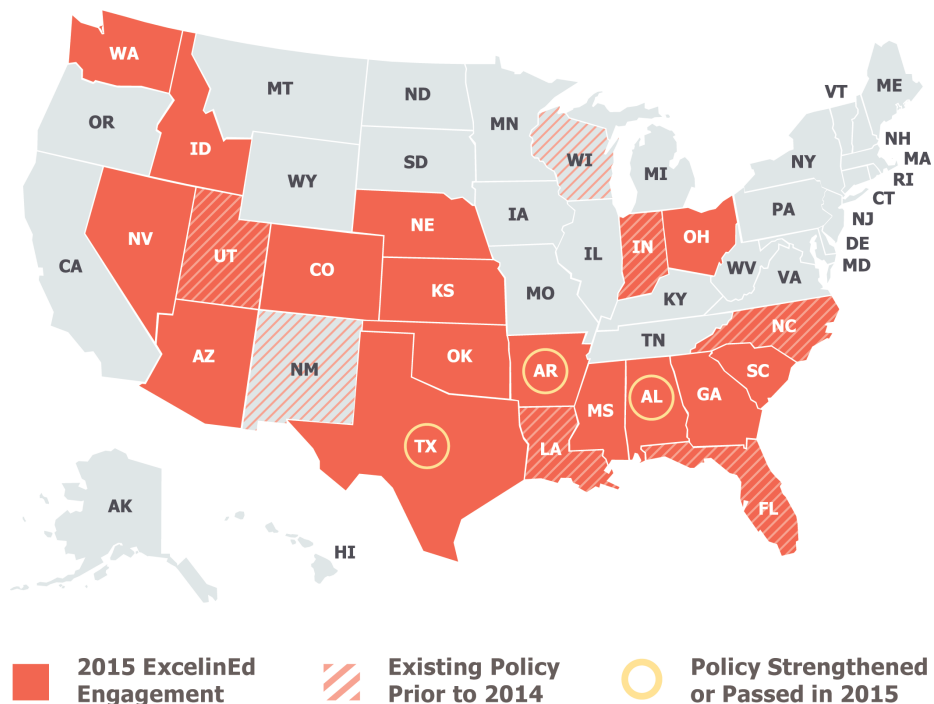 WA
MT
ND
MN
VT
ME
OR
ID
SD
WI
MI
NY
NH
MA
RI
CT
WY
IA
PA
NJ
NV
UT
NE
IL
IN
OH
WV
VA
DE
MD
CA
CO
KS
MO
KY
AZ
NM
OK
AR
TN
NC
SC
MS
AL
GA
TX
LA
FL
AK
HI
2015 ExcelinEd
Engagement
Existing Policy
Prior to 2014
Policy Strengthened
or Passed in 2015